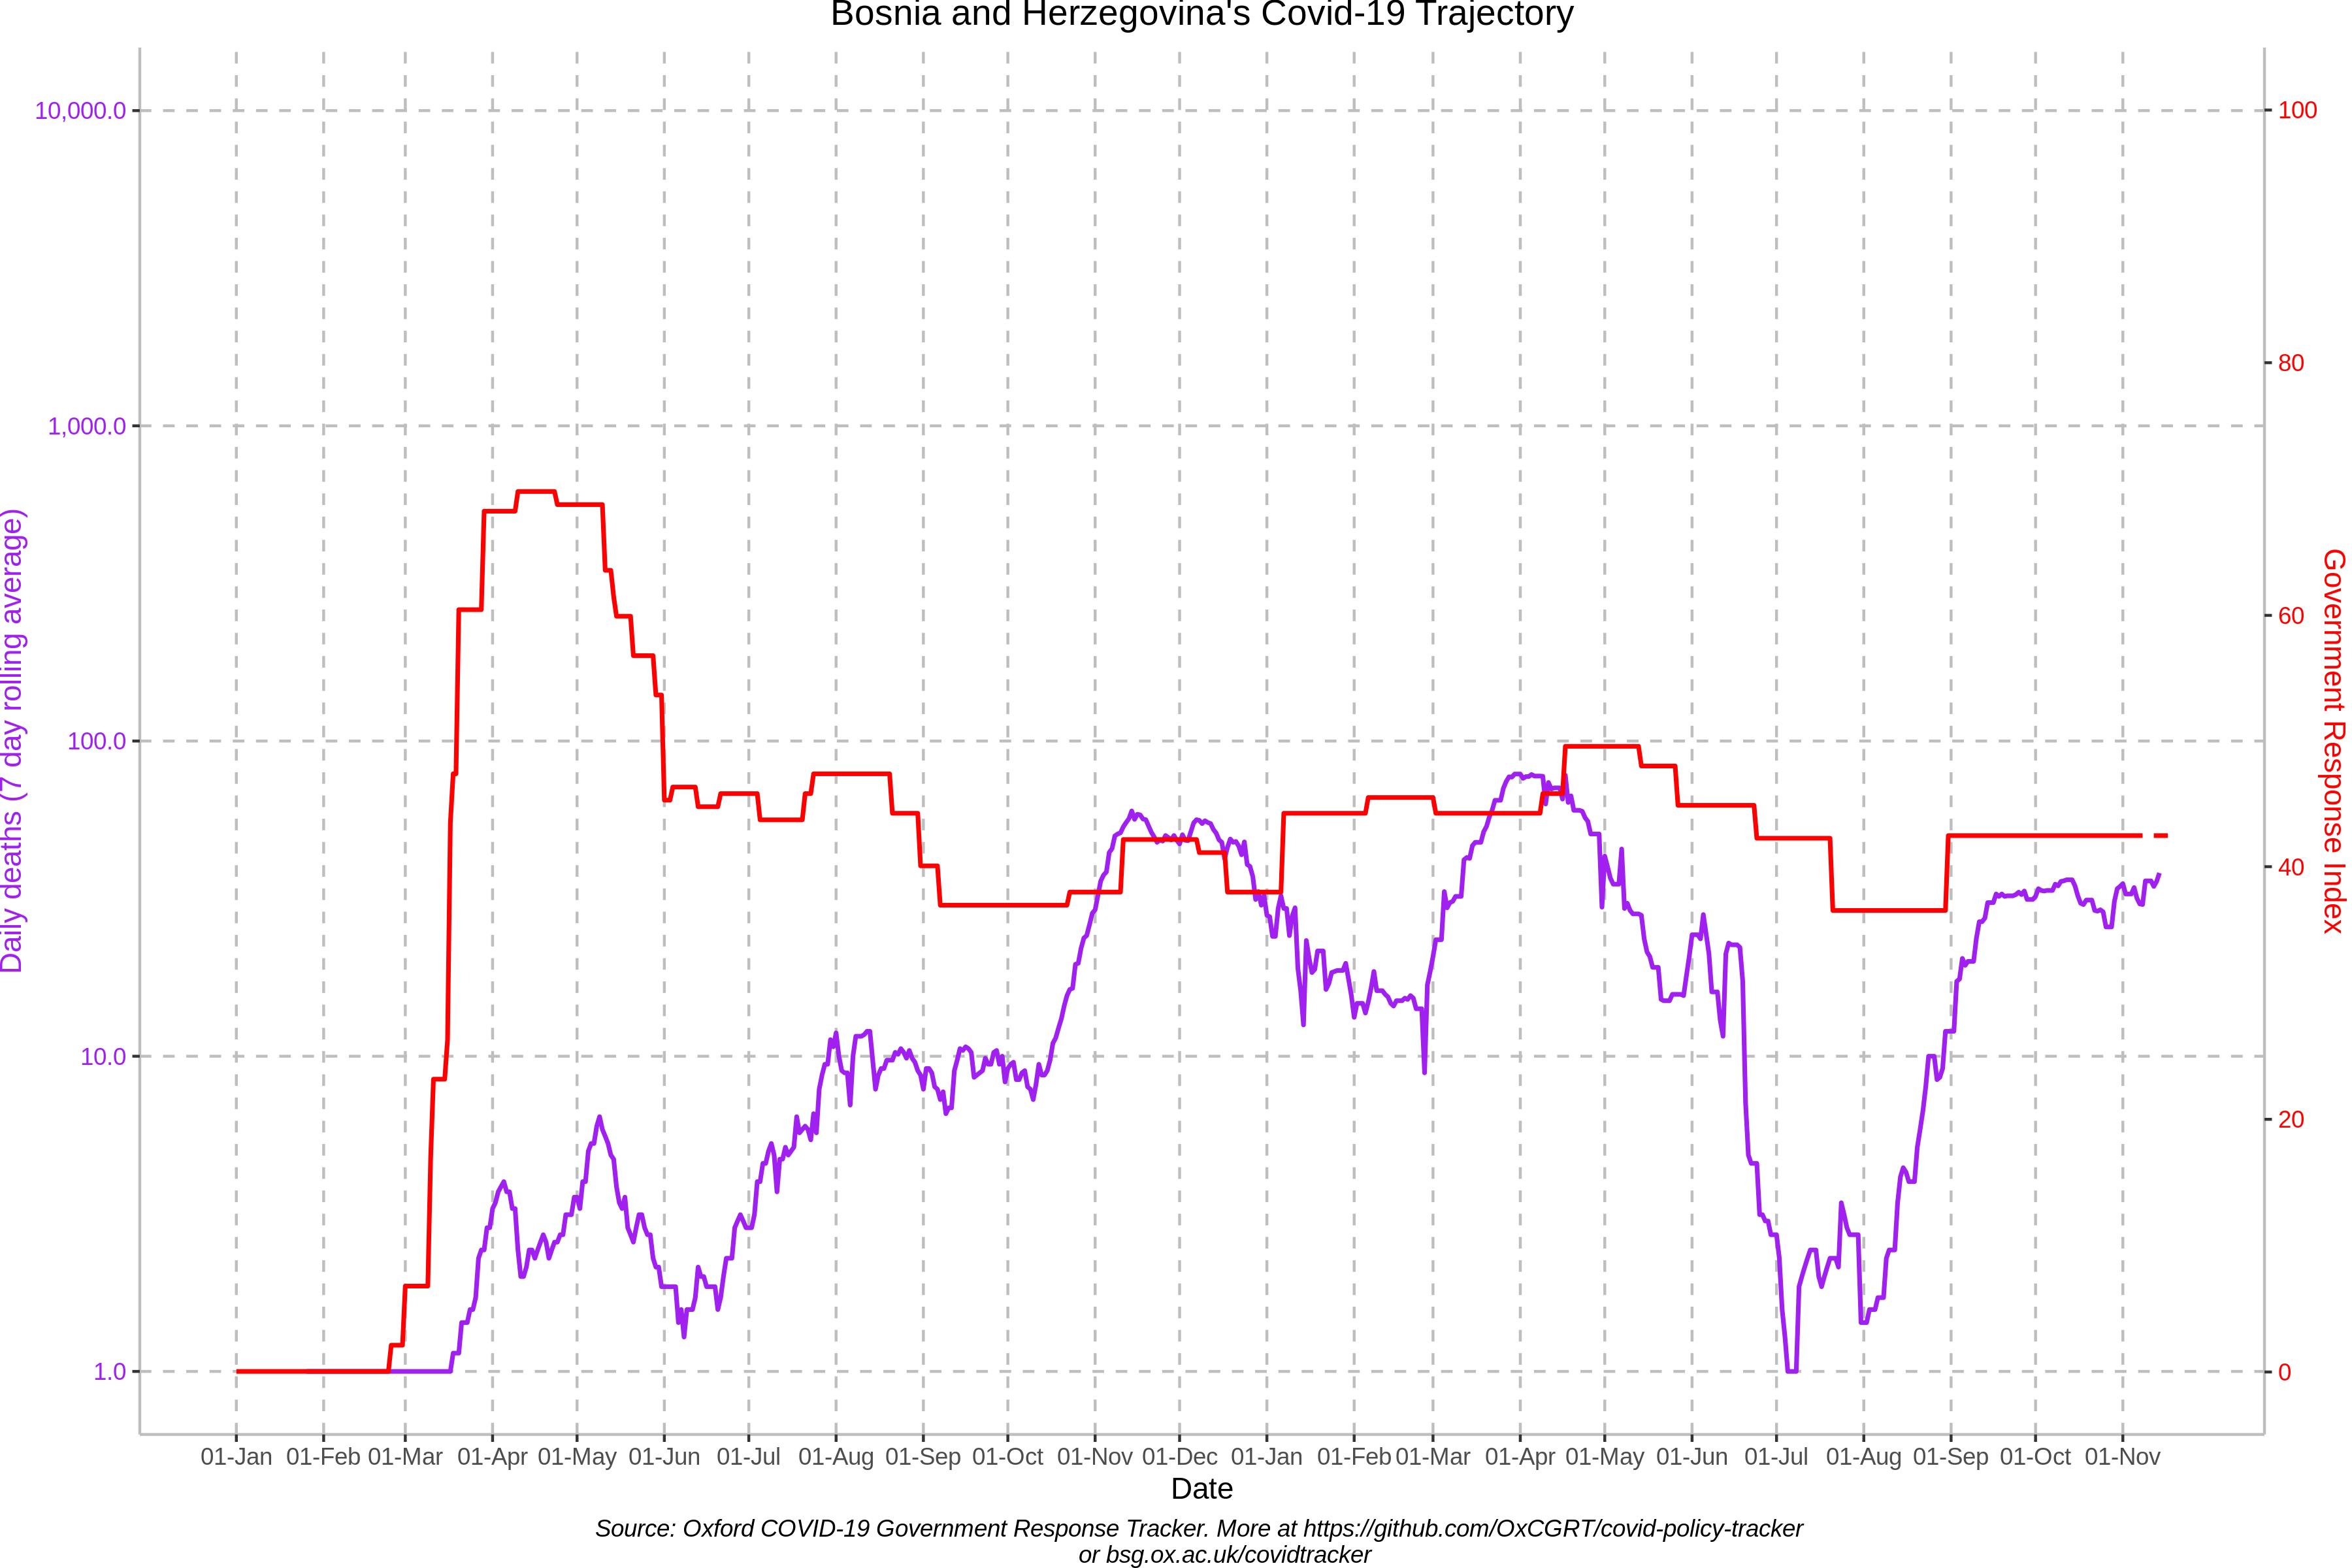 Bosnia and Herzegovina's Covid-19 Trajectory
10,000.0
1,000.0
100.0
10.0
1.0
Daily deaths (7 day rolling average)
100
80
60
40
20
0
Government Response Index
01-Jan 01-Feb 01-Mar 01-Apr 01-May 01-Jun 01-Jul 01-Aug 01-Sep 01-Oct 01-Nov 01-Dec 01-Jan 01-Feb 01-Mar 01-Apr 01-May 01-Jun 01-Jul 01-Aug 01-Sep 01-Oct 01-Nov
Date
Source: Oxford COVID-19 Government Response Tracker. More at https://github.com/OxCGRT/covid-policy-tracker
or bsg.ox.ac.uk/covidtracker